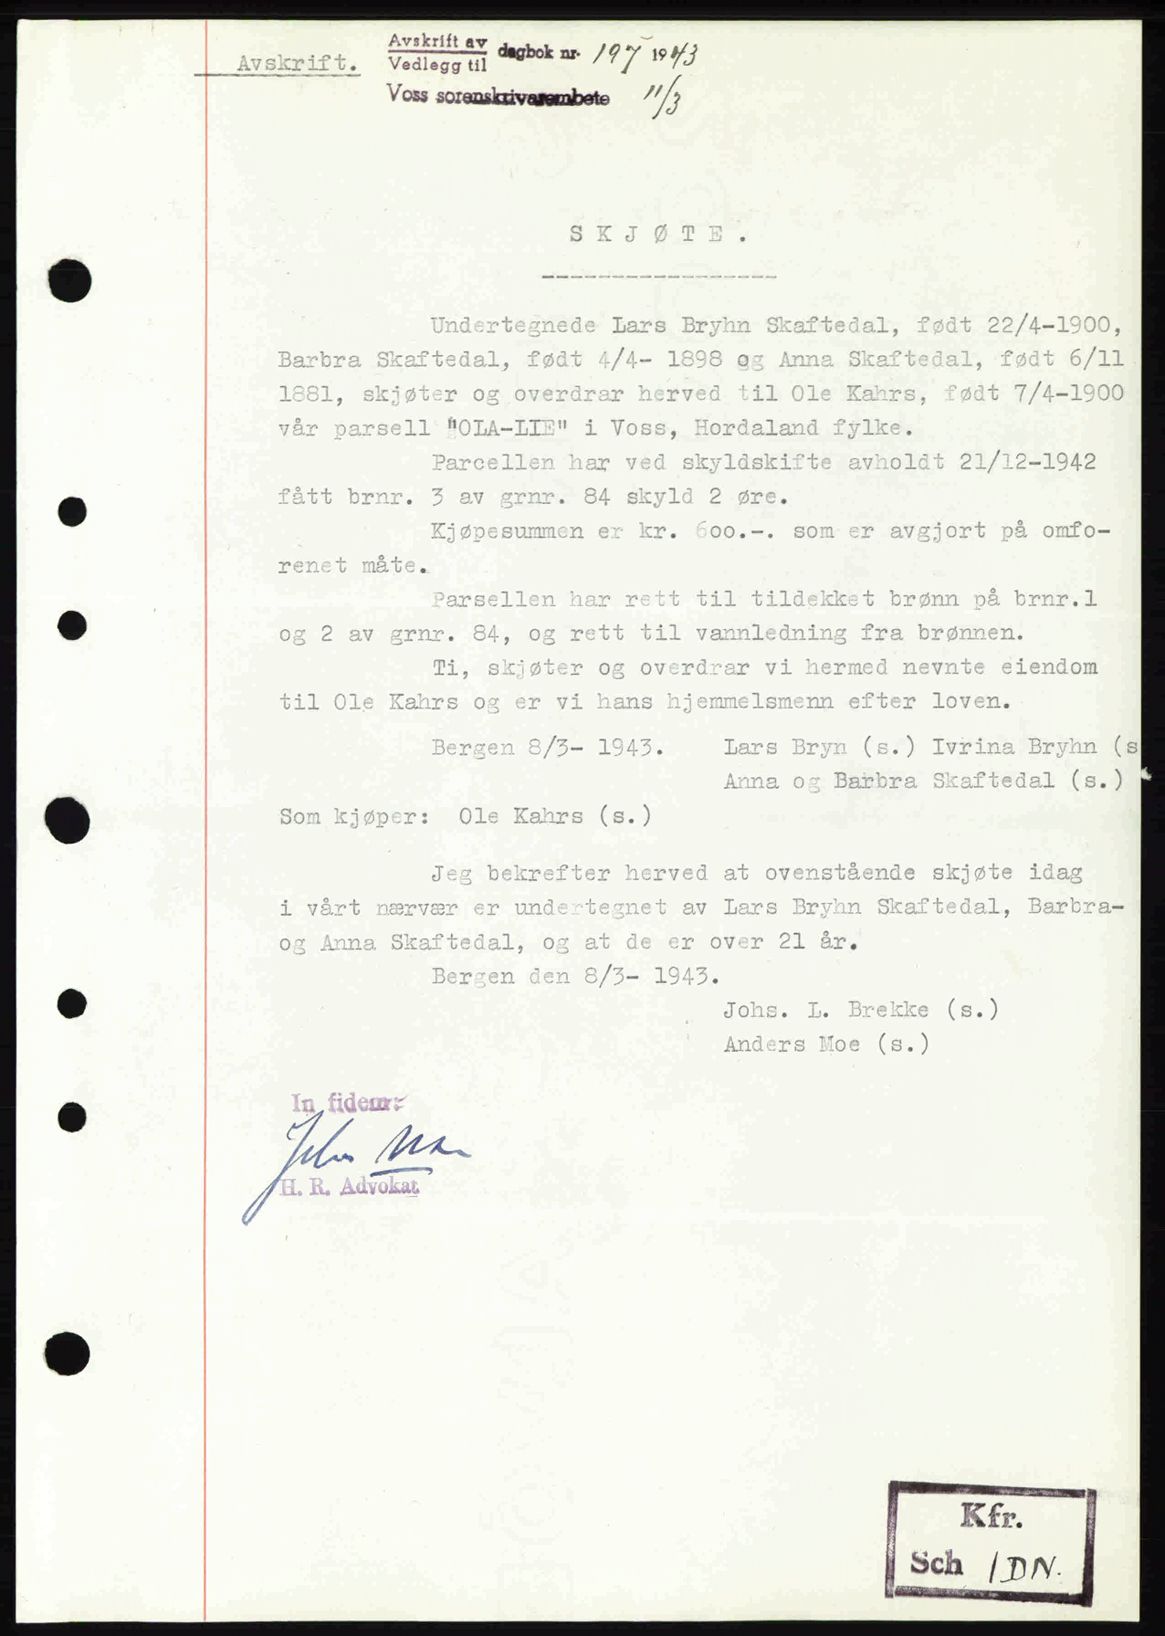 Avskrift.
Avskrift av
Vedlegg til dagbok nr. 197 1943
Voss sorenskrivarembete 11/3
SKJØTE.
-----------------
Undertegnede Lars Bryhn Skaftedal, født 22/4-1900,
Barbra Skaftedal, født 4/4- 1898 og Anna Skaftedal, født 6/11
1881, skjøter og overdrar herved til Ole Kahrs, født 7/4-1900
vår parsell "OLA-LIE" i Voss, Hordaland fylke.
Parcellen har ved skyldskifte avholdt 21/12-1942
fått brnr. 3 av grnr. 84 skyld 2 øre.
Kjøpesummen er kr. 600.-. som er avgjort på omfo-
renet måte.
Parsellen har rett til tildekket brønn på brnr.1
og 2 av grnr. 84, og rett til vannledning fra brønnen.
Ti, skjøter og overdrar vi hermed nevnte eiendom
til Ole Kahrs og er vi hans hjemmelsmenn efter loven.
Bergen 8/3- 1943. Lars Bryn (s.) Ivrina Bryhn (s
Anna og Barbra Skaftedal (s.)
Som kjøper: Ole Kahrs (s.)
Jeg bekrefter herved at ovenstående skjøte idag
i vårt nærvær er undertegnet av Lars Bryhn Skaftedal, Barbra-
og Anna Skaftedal, og at de er over 21 år.
Bergen den 8/3- 1943.
Johs. L. Brekke (s.)
Anders Moe (s.)
In fidem:
H. R. Advokat
Kfr.
Sch 1DN.